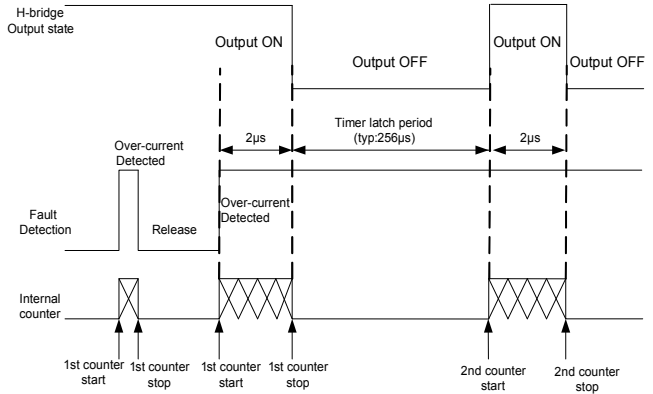 H-bridge
Output state
Output ON
Output OFF
Output ON
Output OFF
2µs
Timer latch period
(typ:256µs)
2µs
Over-current
Detected
Over-current
Detected
Fault
Detection
Release
Internal
counter
1st counter
start
1st counter
stop
1st counter
start
1st counter
stop
2nd counter
start
2nd counter
stop